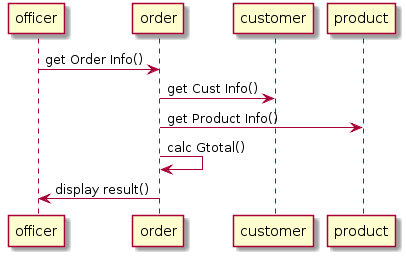 officer order customer product
get Order Info()
get Cust Info()
get Product Info()
calc Gtotal()
display result()
officer order customer product